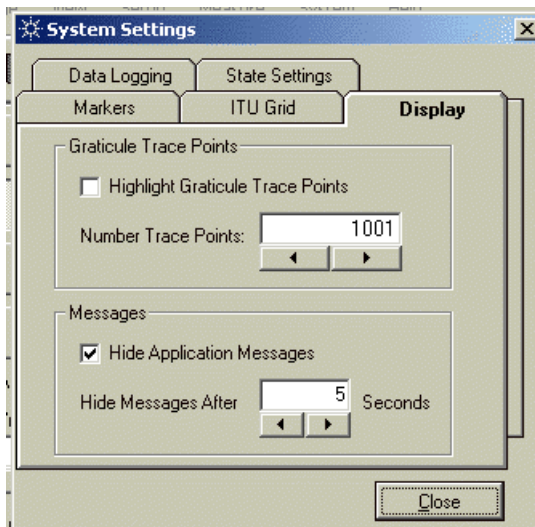 System Settings
Data Logging
State Settings
Markers
ITU Grid
Display
Graticule Trace Points
Highlight Graticule Trace Points
Number Trace Points: 1001
Messages
Hide Application Messages
Hide Messages After 5 Seconds
Close